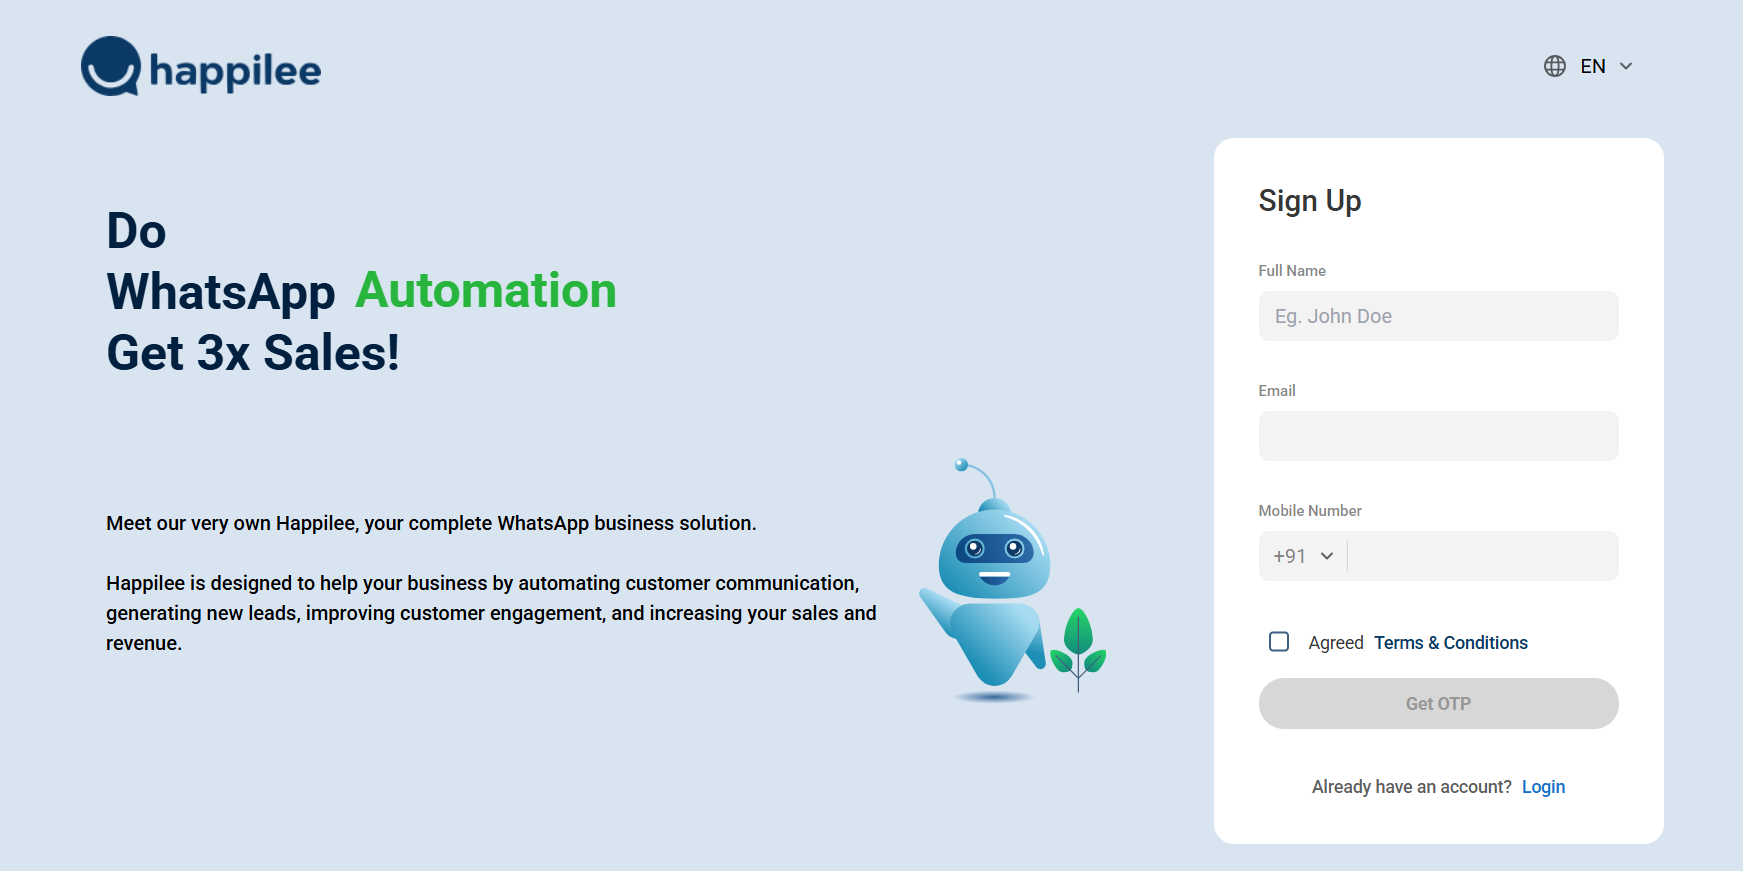 happilee
EN
Do
WhatsApp Automation
Get 3x Sales!
Meet our very own Happilee, your complete WhatsApp business solution.
Happilee is designed to help your business by automating customer communication,
generating new leads, improving customer engagement, and increasing your sales and
revenue.
Sign Up
Full Name
Eg. John Doe
Email
Mobile Number
+91
Agreed Terms & Conditions
Get OTP
Already have an account? Login